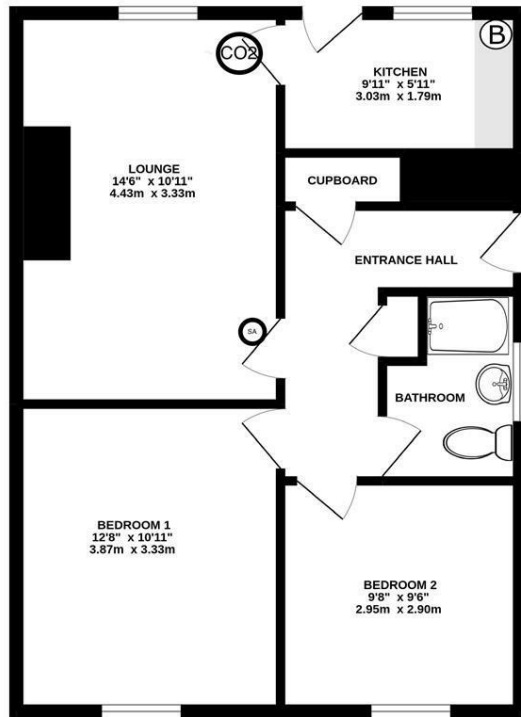 B
CO2
KITCHEN
9'11" x 5'11"
3.03m x 1.79m
LOUNGE
14'6" x 10'11"
4.43m x 3.33m
CUPBOARD
ENTRANCE HALL
SA
BATHROOM
BEDROOM 1
12'8" x 10'11"
3.87m x 3.33m
BEDROOM 2
9'8" x 9'6"
2.95m x 2.90m